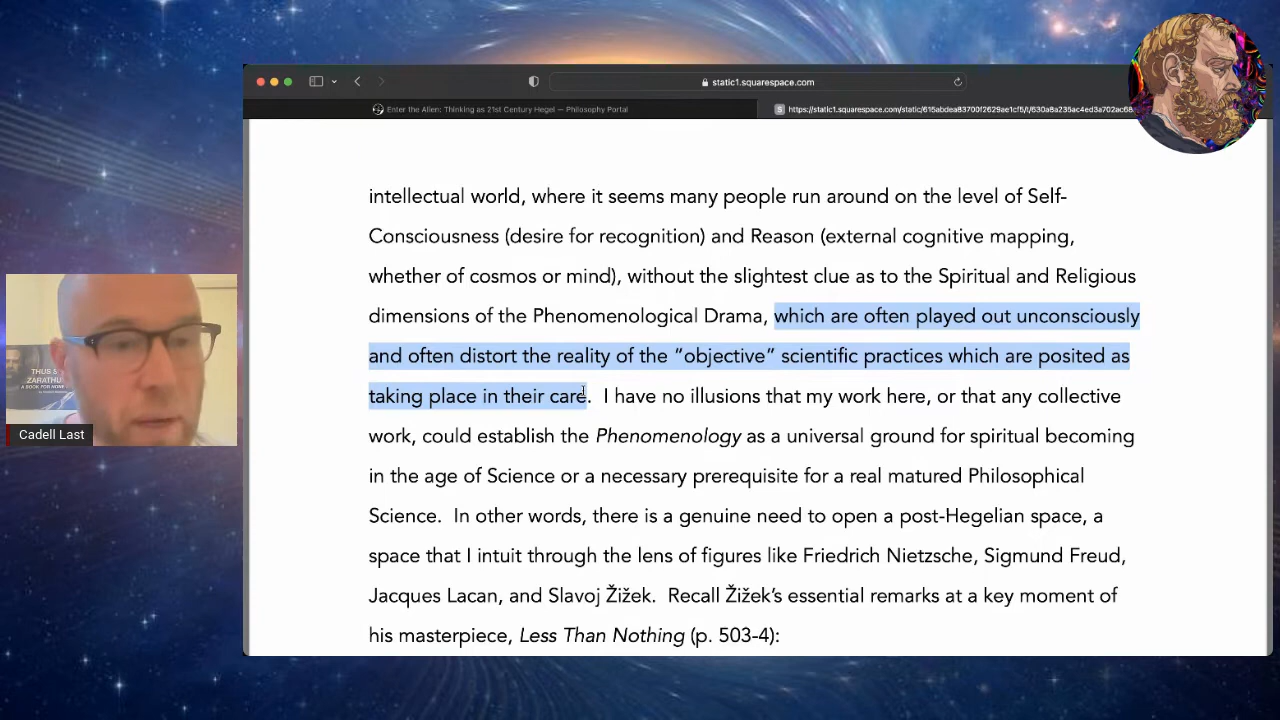 static1.squarespace.com
Enter the Alien: Thinking as 21st Century Hegel — Philosophy Portal
S
intellectual world, where it seems many people run around on the level of Self-
Consciousness (desire for recognition) and Reason (external cognitive mapping,
whether of cosmos or mind), without the slightest clue as to the Spiritual and Religious
dimensions of the Phenomenological Drama, which are often played out unconsciously
and often distort the reality of the “objective” scientific practices which are posited as
taking place in their care. I have no illusions that my work here, or that any collective
work, could establish the Phenomenology as a universal ground for spiritual becoming
in the age of Science or a necessary prerequisite for a real matured Philosophical
Science. In other words, there is a genuine need to open a post-Hegelian space, a
space that I intuit through the lens of figures like Friedrich Nietzsche, Sigmund Freud,
Jacques Lacan, and Slavoj Žižek. Recall Žižek’s essential remarks at a key moment of
his masterpiece, Less Than Nothing (p. 503-4):
THUS S
ZARATHU
A BOOK FOR NONE
Cadell Last